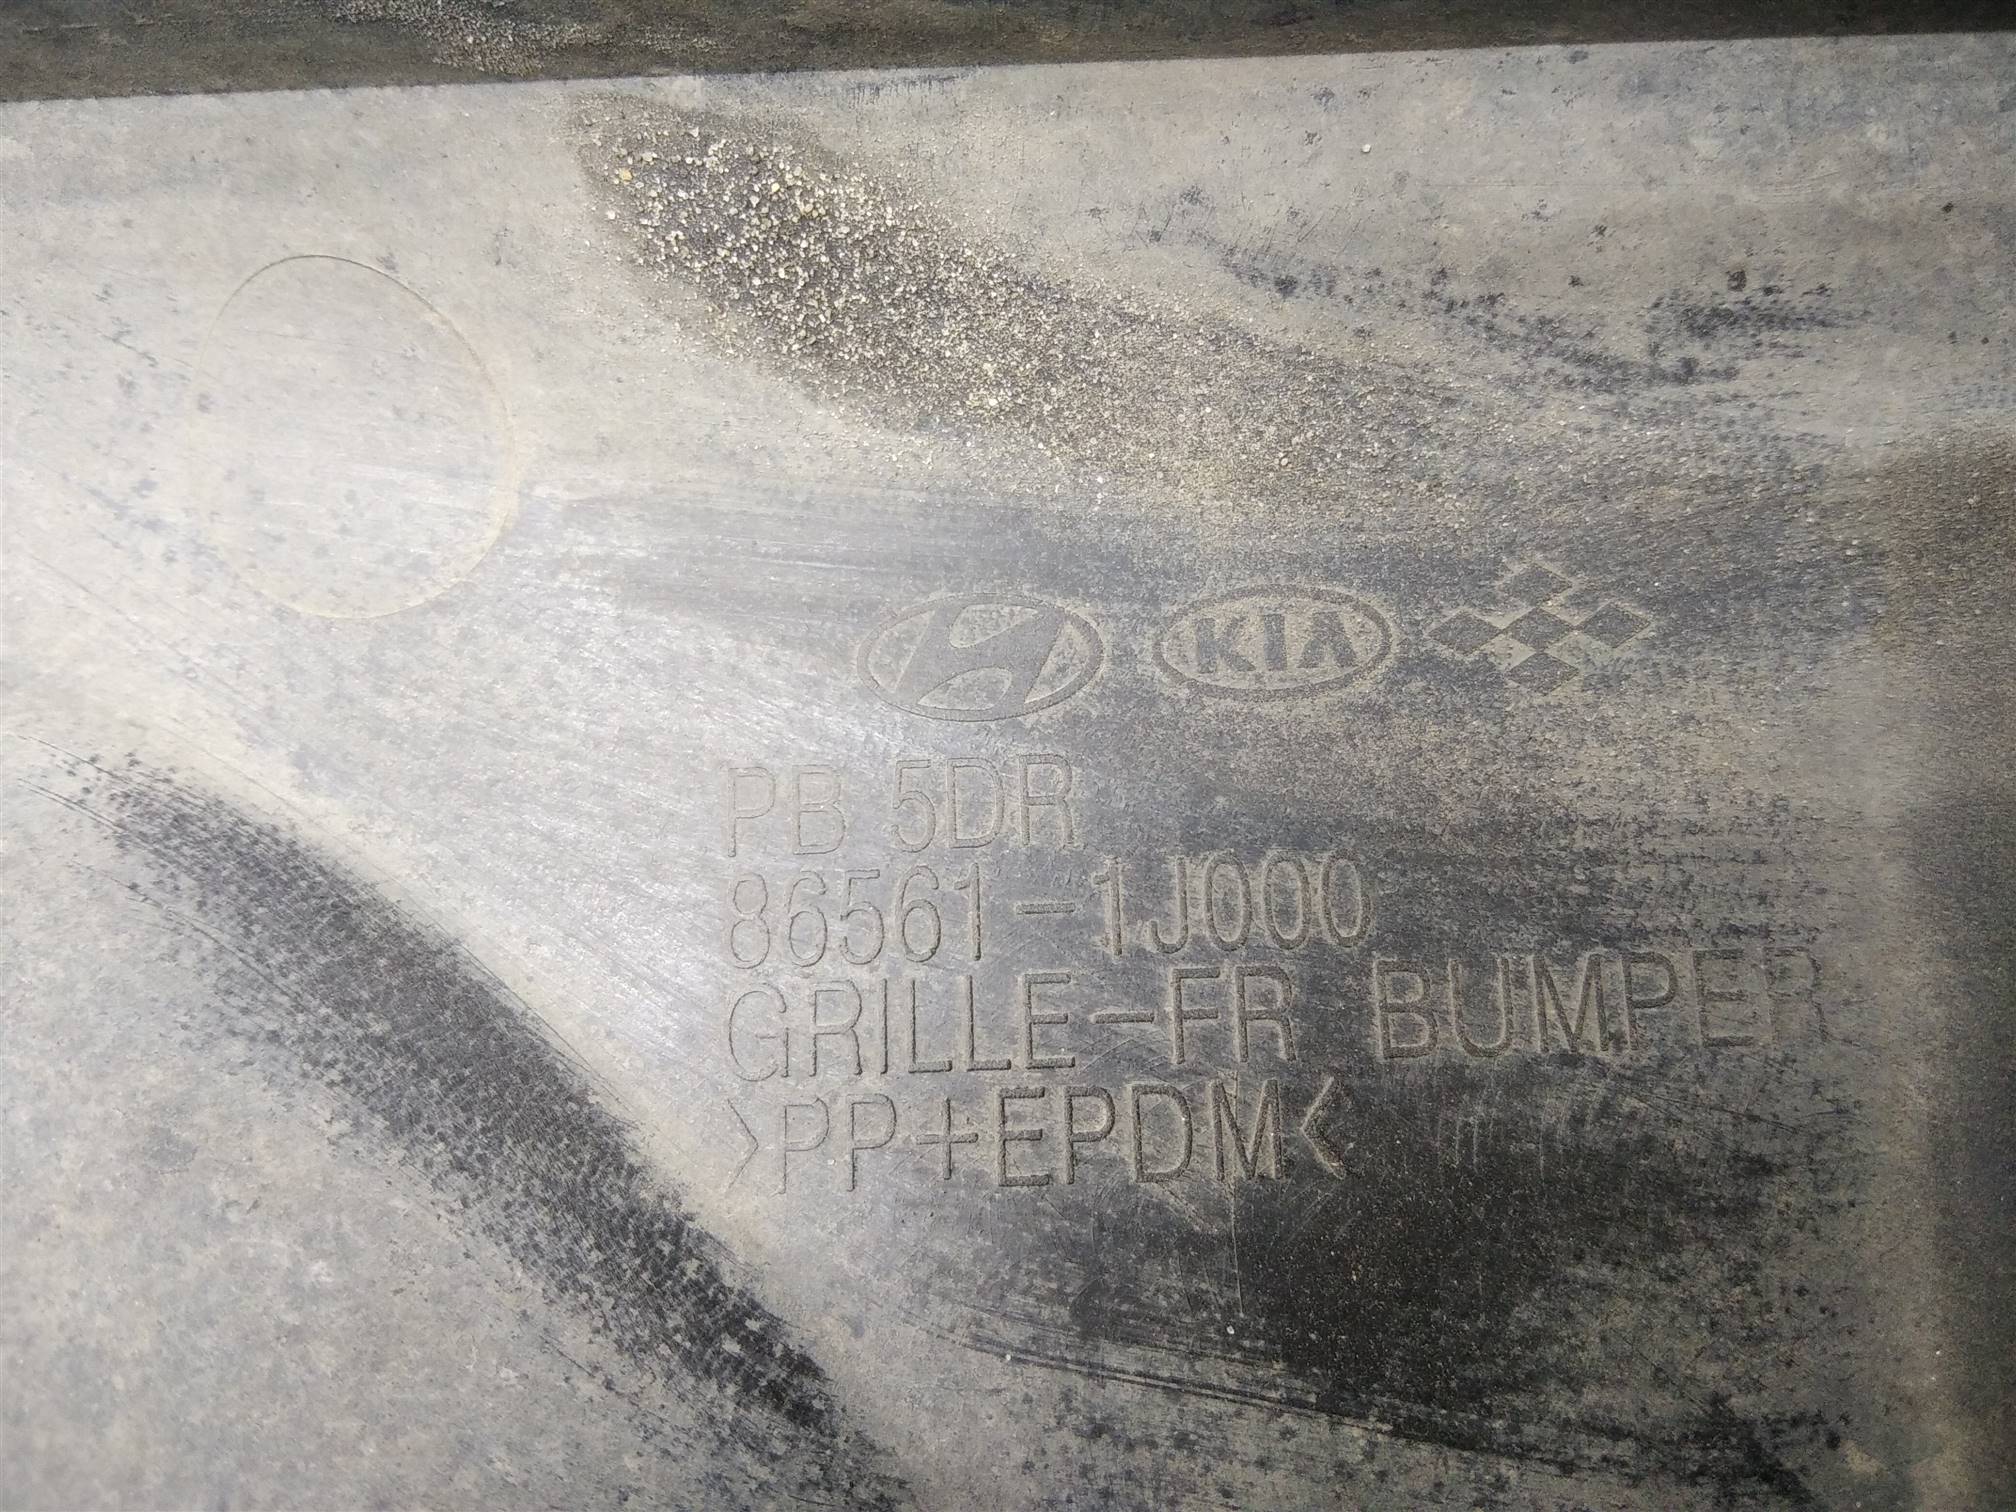 KIA
PB 5DR
86561-1J000
GRILLE-FR BUMPER
>PP+EPDM<